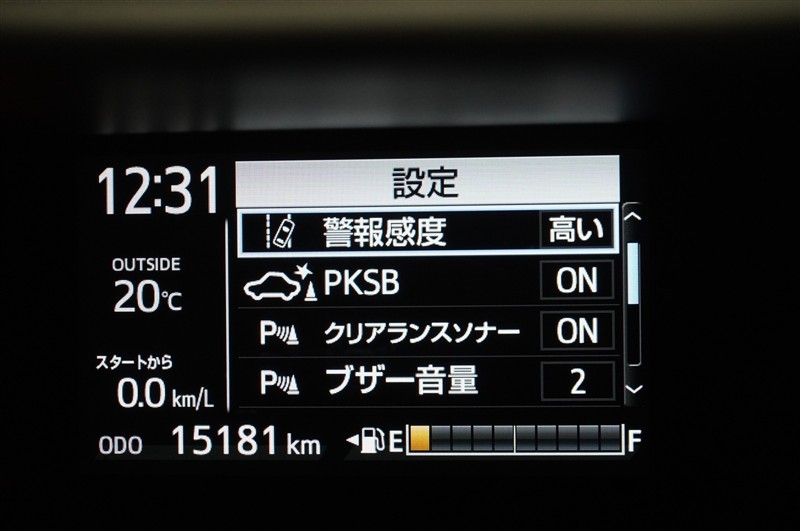 12:31
設定
警報感度 高い
OUTSIDE
20℃
PKSB ON
P クリアランスソナー ON
スタートから
0.0 km/L
P ブザー音量 2
ODO 15181 km E F